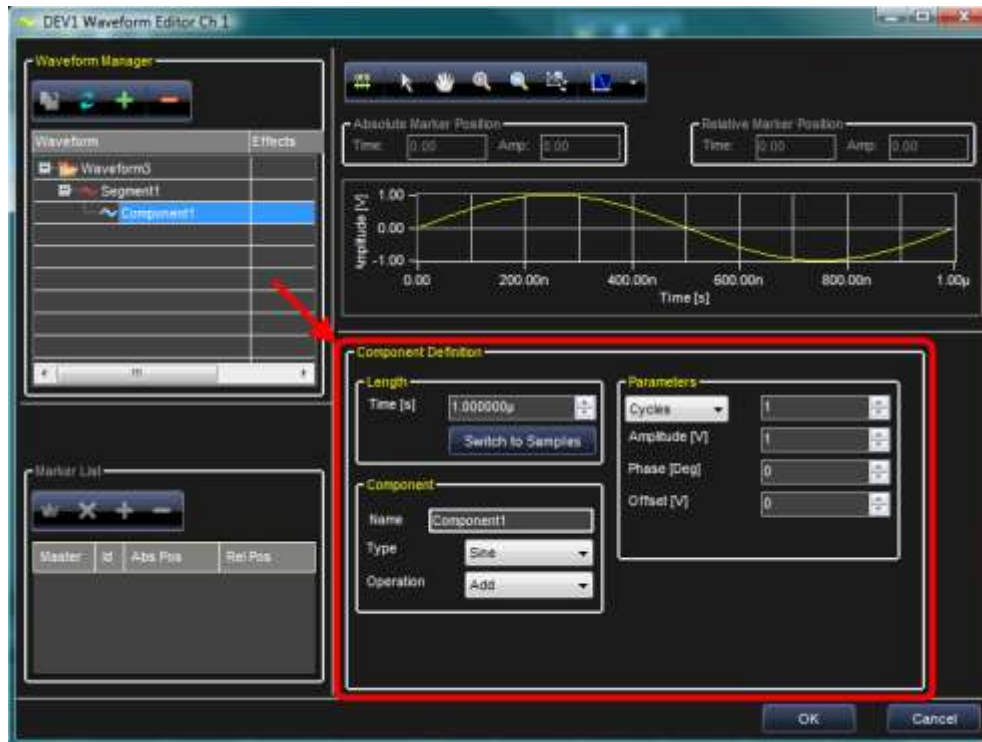 DEV1 Waveform Editor Ch 1
Waveform Manager
Waveform Effects
Waveform3
Segment1
Component1
Marker List
Master Id Abs Pos Rel Pos
Absolute Marker Position
Time: 0.00 Amp: 0.00
Relative Marker Position
Time: 0.00 Amp: 0.00
Amplitude [V]
1.00
0.00
-1.00
0.00 200.00n 400.00n 600.00n 800.00n 1.00µ
Time [s]
Component Definition
Length
Time [s] 1.000000µ
Switch to Samples
Component
Name Component1
Type Sine
Operation Add
Parameters
Cycles 1
Amplitude [V] 1
Phase [Deg] 0
Offset [V] 0
OK Cancel